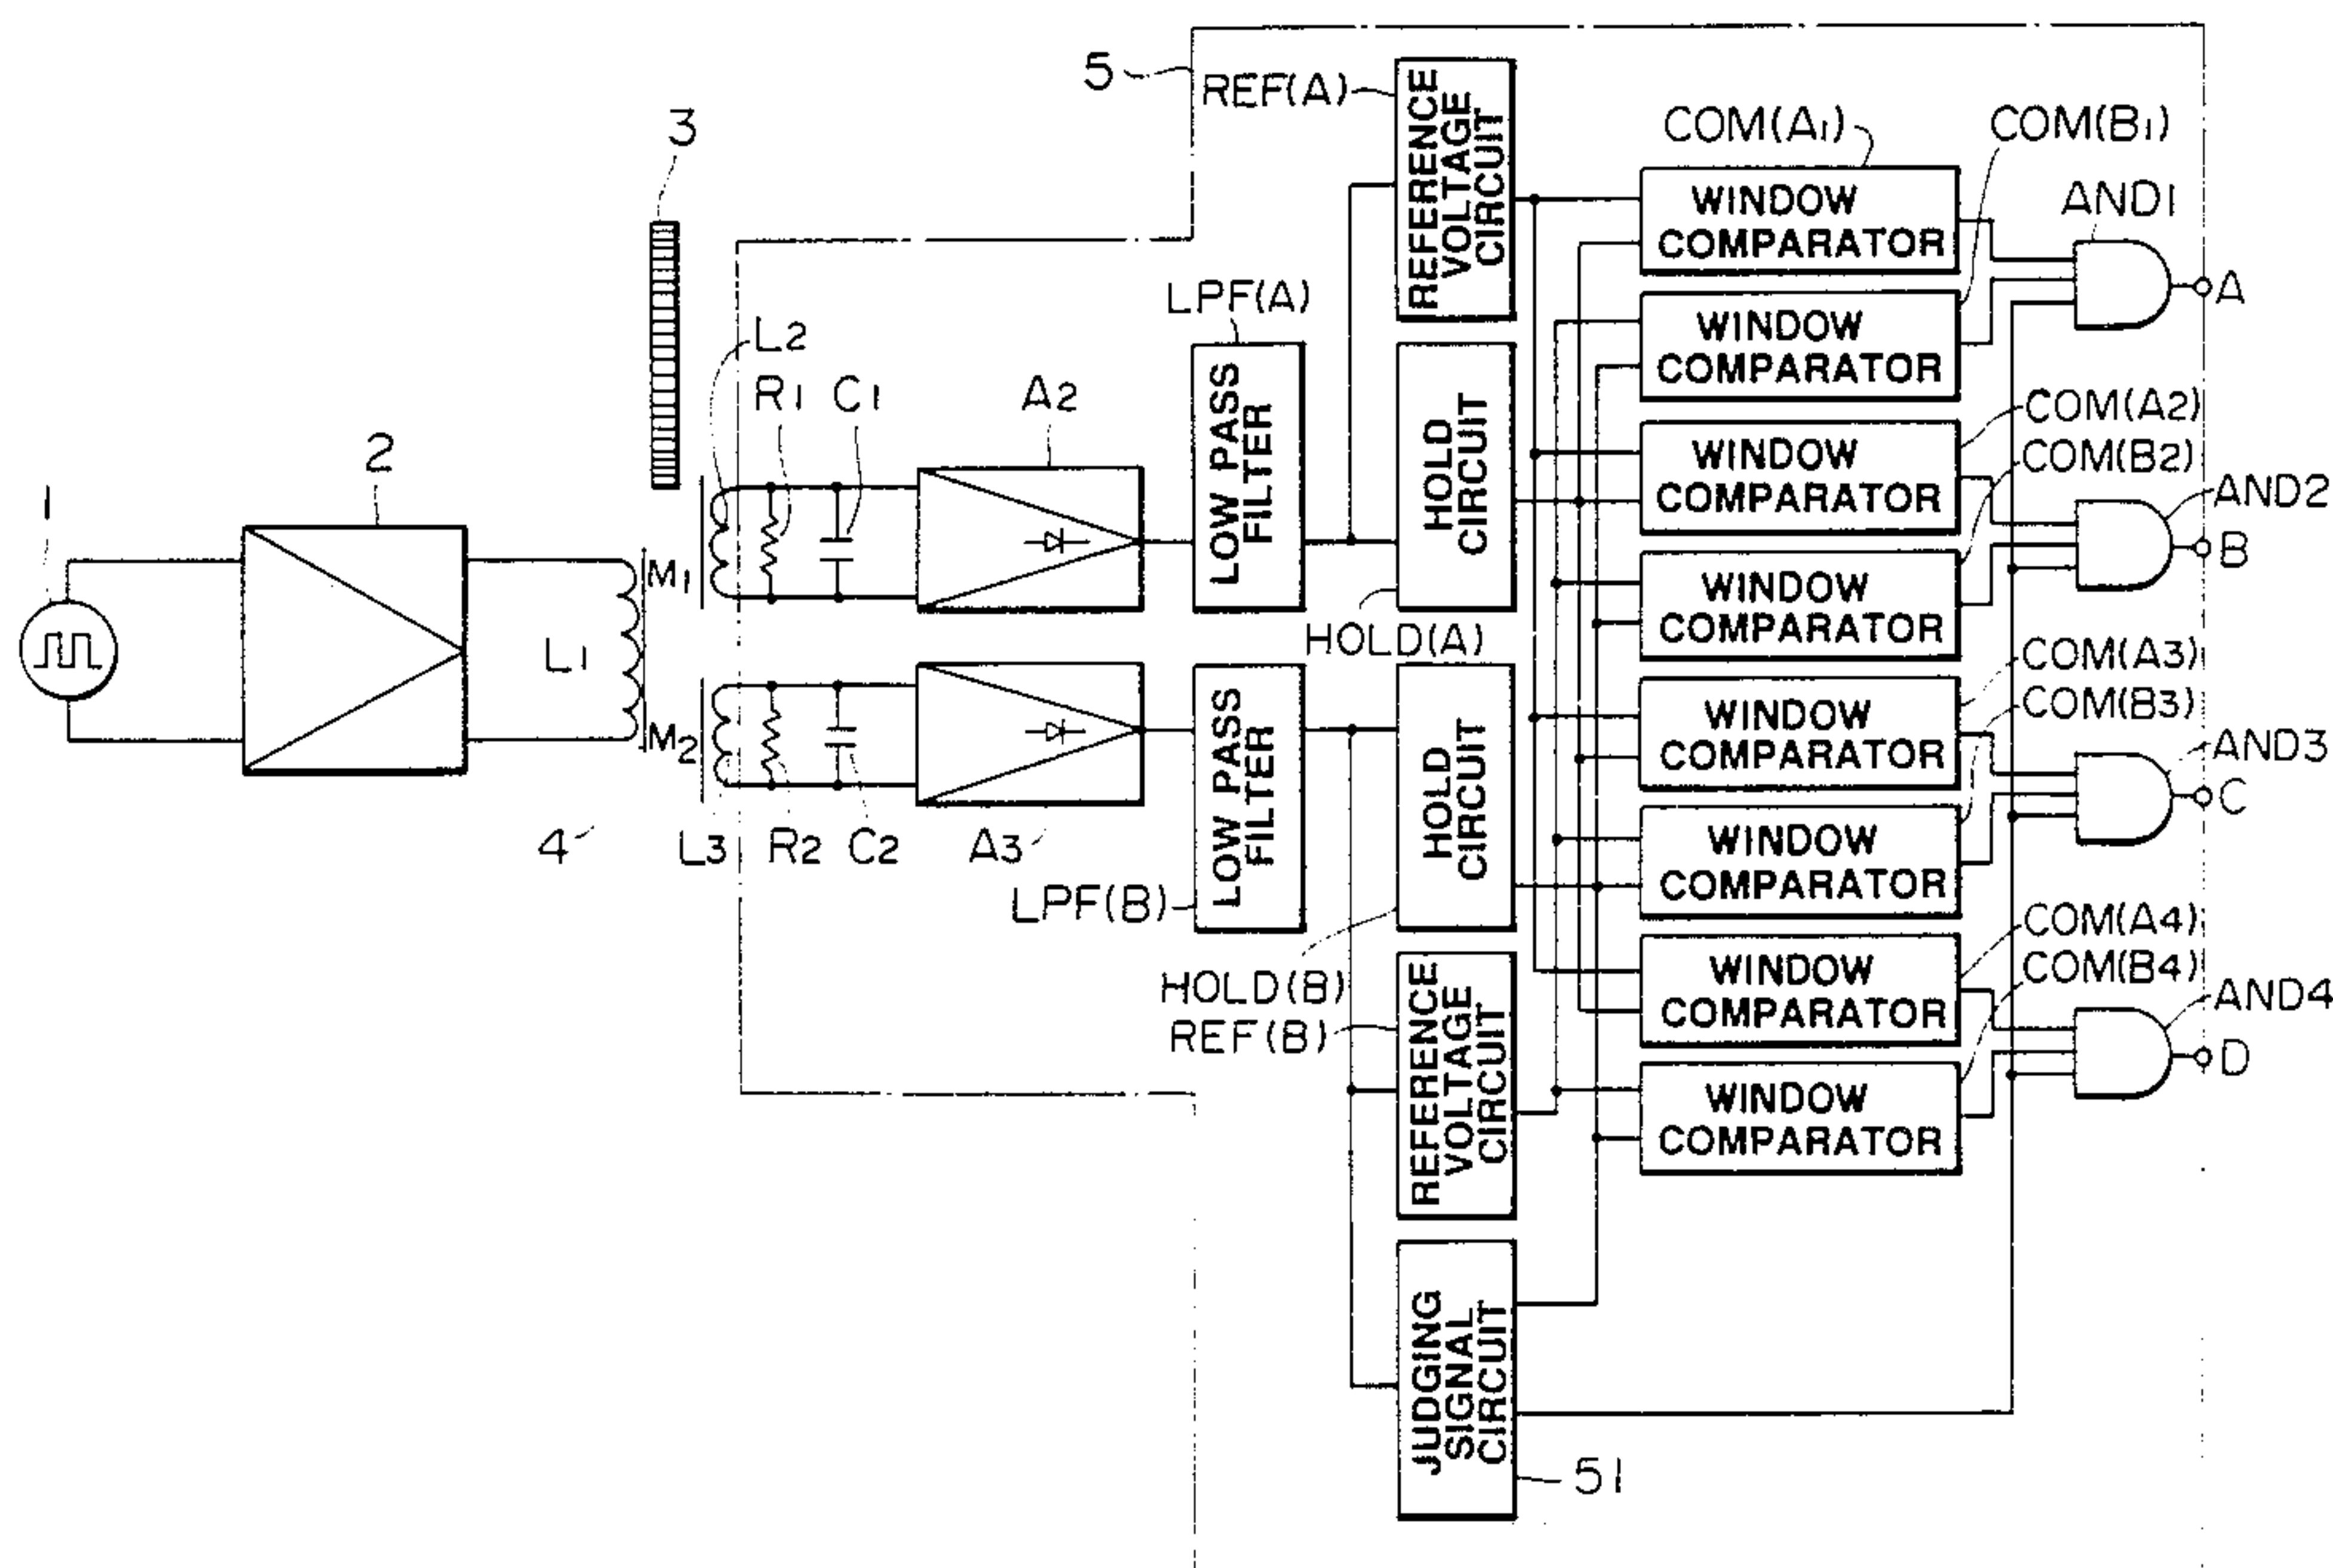 5
REF(A)
REFERENCE
VOLTAGE
CIRCUIT
3
COM(A1)
COM(B1)
WINDOW
COMPARATOR
AND1
A
LPF(A)
LOW PASS
FILTER
WINDOW
COMPARATOR
L2
R1
C1
A2
HOLD
CIRCUIT
HOLD(A)
COM(A2)
COM(B2)
WINDOW
COMPARATOR
AND2
B
1
2
L1
M1
M2
WINDOW
COMPARATOR
COM(A3)
COM(B3)
WINDOW
COMPARATOR
AND3
C
4
L3
R2
C2
A3
LPF(B)
LOW PASS
FILTER
HOLD
CIRCUIT
HOLD(B)
WINDOW
COMPARATOR
COM(A4)
COM(B4)
WINDOW
COMPARATOR
AND4
D
REF(B)
REFERENCE
VOLTAGE
CIRCUIT
WINDOW
COMPARATOR
JUDGING
SIGNAL
CIRCUIT
51